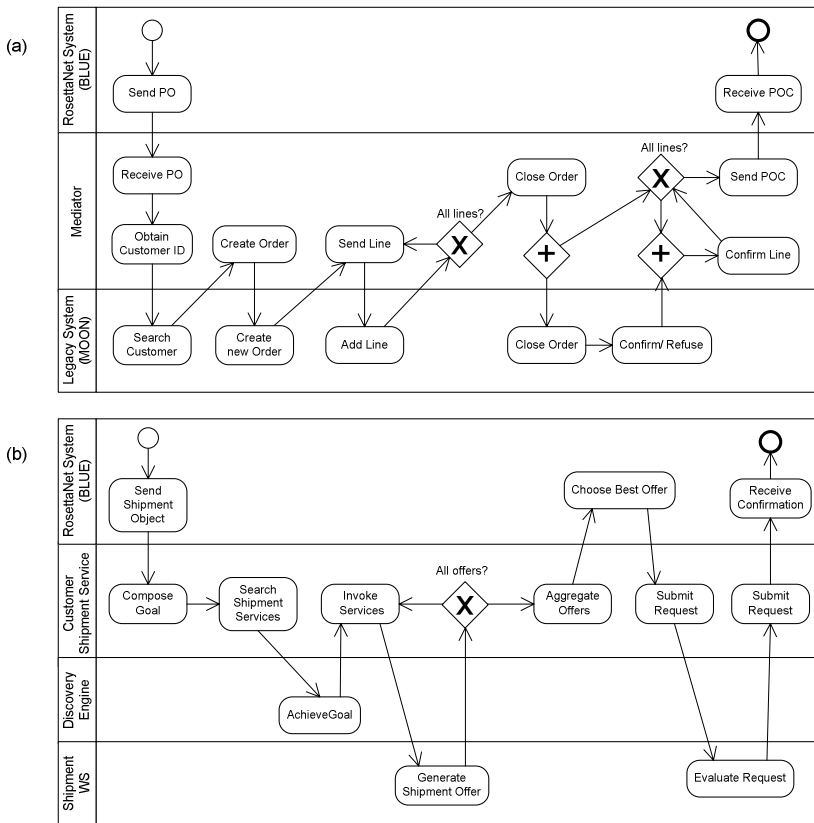 (a)
RosettaNet System
(BLUE)
Send PO
Receive POC
Mediator
Receive PO
Obtain
Customer ID
Create Order
Send Line
All lines?
X
Close Order
+
All lines?
X
+
Send POC
Confirm Line
Legacy System
(MOON)
Search
Customer
Create
new Order
Add Line
Close Order
Confirm/ Refuse
(b)
RosettaNet System
(BLUE)
Send
Shipment
Object
Choose Best Offer
Receive
Confirmation
Customer
Shipment Service
Compose
Goal
Search
Shipment
Services
Invoke
Services
All offers?
X
Aggregate
Offers
Submit
Request
Submit
Request
Discovery
Engine
AchieveGoal
Shipment
WS
Generate
Shipment Offer
Evaluate Request